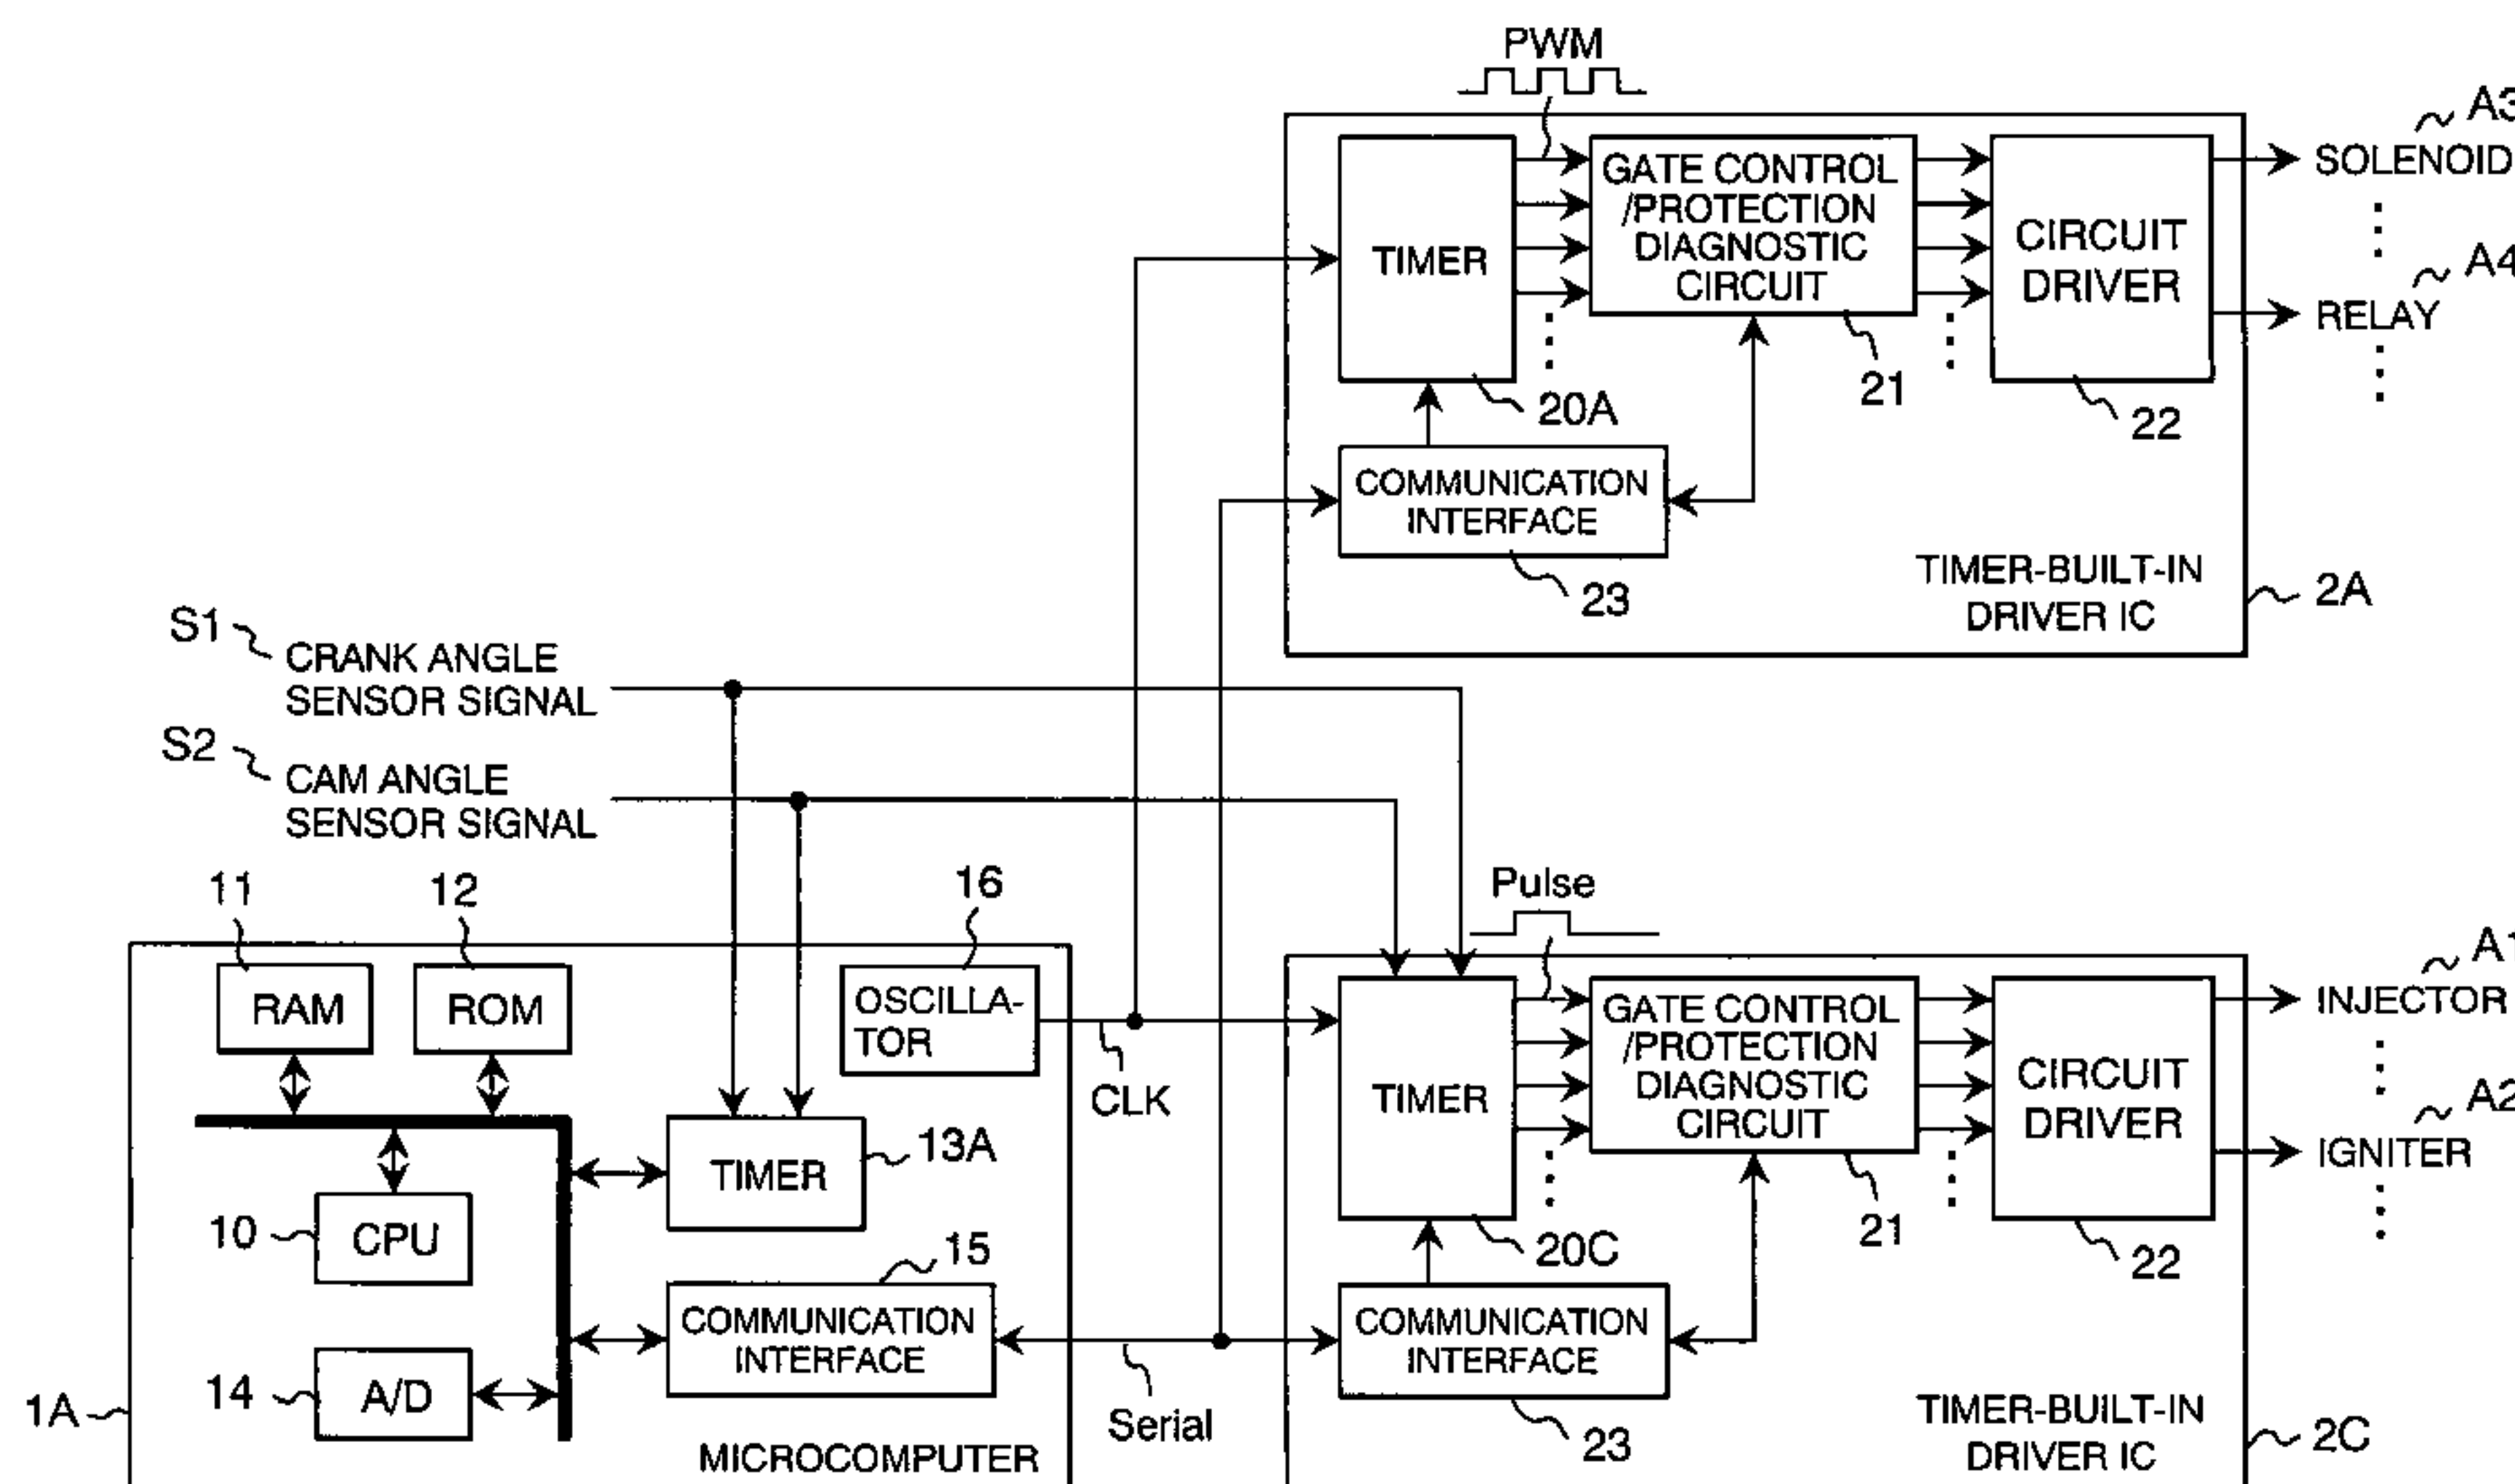 PWM
A3
SOLENOID
A4
RELAY
TIMER
GATE CONTROL
/PROTECTION
DIAGNOSTIC
CIRCUIT
CIRCUIT
DRIVER
20A
21
22
COMMUNICATION
INTERFACE
23
TIMER-BUILT-IN
DRIVER IC
2A
S1
CRANK ANGLE
SENSOR SIGNAL
S2
CAM ANGLE
SENSOR SIGNAL
11
12
16
RAM
ROM
OSCILLA-
TOR
CLK
TIMER
13A
10
CPU
15
COMMUNICATION
INTERFACE
14
A/D
1A
MICROCOMPUTER
Serial
Pulse
A1
INJECTOR
A2
IGNITER
TIMER
GATE CONTROL
/PROTECTION
DIAGNOSTIC
CIRCUIT
CIRCUIT
DRIVER
20C
21
22
COMMUNICATION
INTERFACE
23
TIMER-BUILT-IN
DRIVER IC
2C